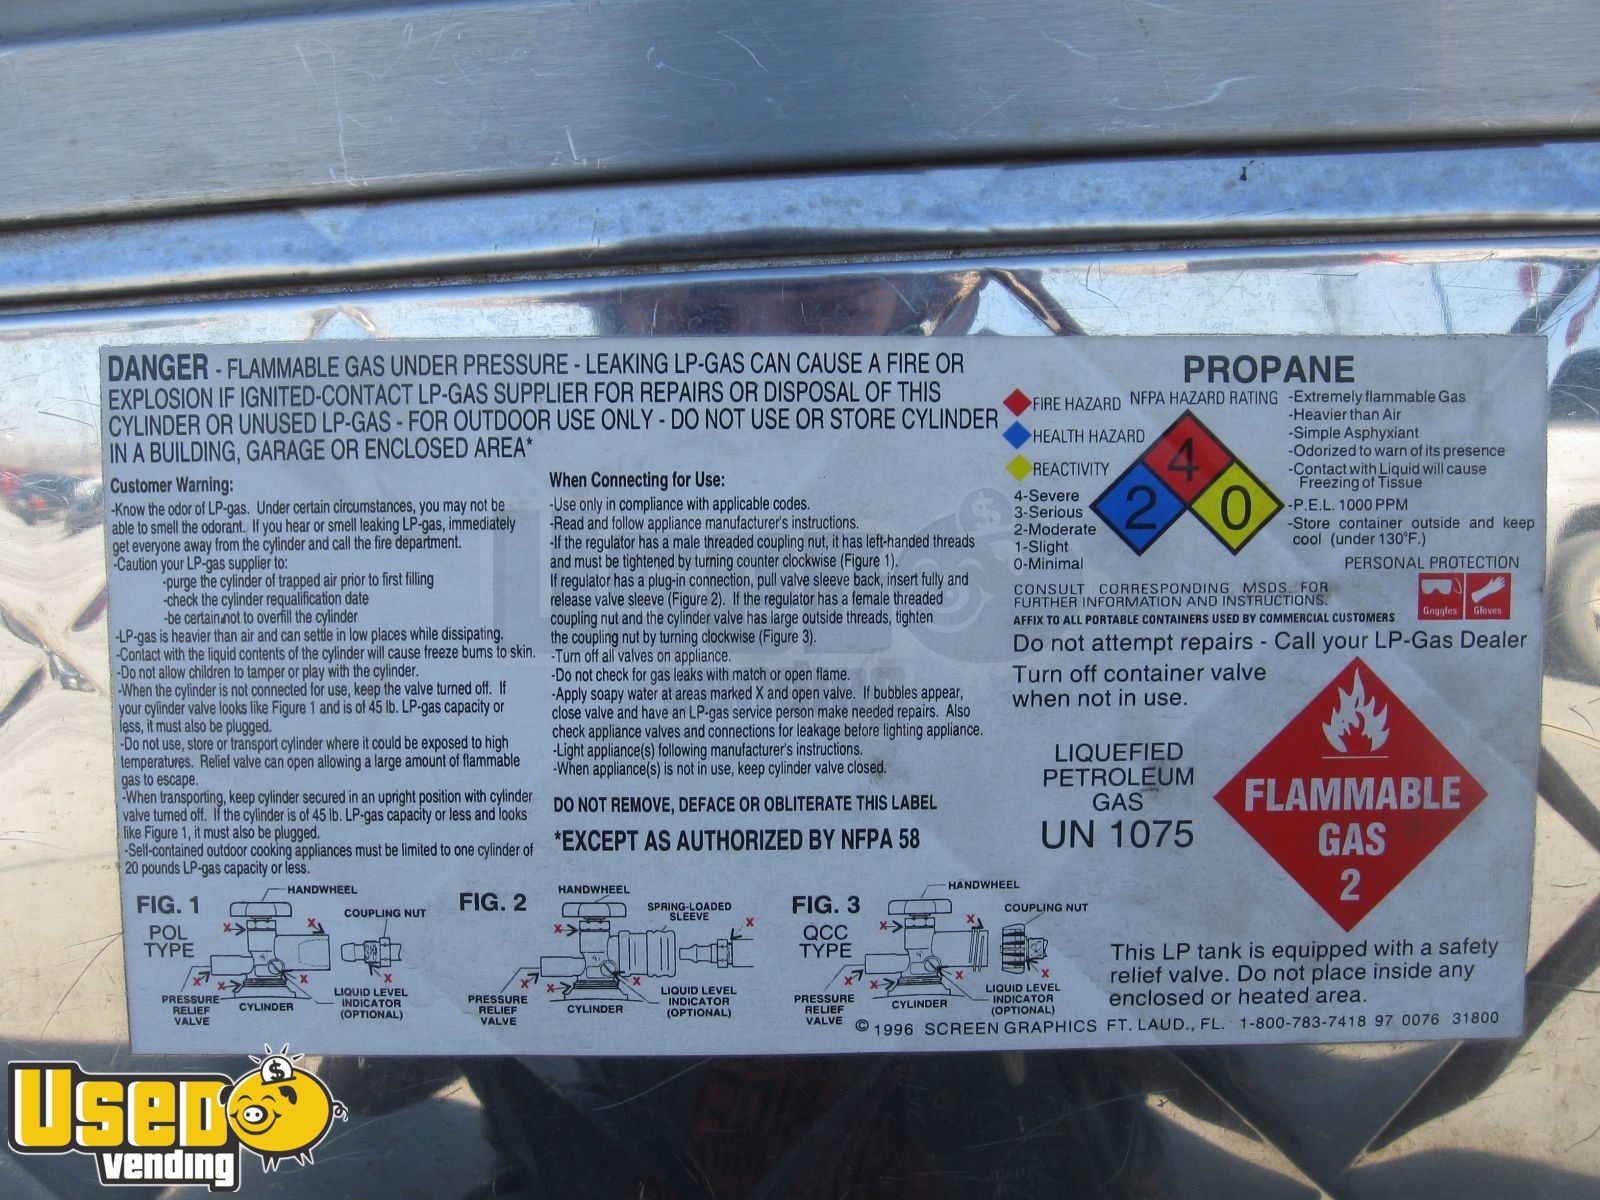 DANGER - FLAMMABLE GAS UNDER PRESSURE - LEAKING LP-GAS CAN CAUSE A FIRE OR
EXPLOSION IF IGNITED-CONTACT LP-GAS SUPPLIER FOR REPAIRS OR DISPOSAL OF THIS
CYLINDER OR UNUSED LP-GAS - FOR OUTDOOR USE ONLY - DO NOT USE OR STORE CYLINDER
IN A BUILDING, GARAGE OR ENCLOSED AREA*
Customer Warning:
-Know the odor of LP-gas. Under certain circumstances, you may not be
able to smell the odorant. If you hear or smell leaking LP-gas, immediately
get everyone away from the cylinder and call the fire department.
-Caution your LP-gas supplier to:
-purge the cylinder of trapped air prior to first filling
-check the cylinder requalification date
-be certain not to overfill the cylinder
-LP-gas is heavier than air and can settle in low places while dissipating.
-Contact with the liquid contents of the cylinder will cause freeze burns to skin.
-Do not allow children to tamper or play with the cylinder.
-When the cylinder is not connected for use, keep the valve turned off. If
your cylinder valve looks like Figure 1 and is of 45 lb. LP-gas capacity or
less, it must also be plugged.
-Do not use, store or transport cylinder where it could be exposed to high
temperatures. Relief valve can open allowing a large amount of flammable
gas to escape.
-When transporting, keep cylinder secured in an upright position with cylinder
valve turned off. If the cylinder is of 45 lb. LP-gas capacity or less and looks
like Figure 1, it must also be plugged.
-Self-contained outdoor cooking appliances must be limited to one cylinder of
20 pounds LP-gas capacity or less.
When Connecting for Use:
-Use only in compliance with applicable codes.
-Read and follow appliance manufacturer's instructions.
-If the regulator has a male threaded coupling nut, it has left-handed threads
and must be tightened by turning counter clockwise (Figure 1).
If regulator has a plug-in connection, pull valve sleeve back, insert fully and
release valve sleeve (Figure 2). If the regulator has a female threaded
coupling nut and the cylinder valve has large outside threads, tighten
the coupling nut by turning clockwise (Figure 3).
-Turn off all valves on appliance.
-Do not check for gas leaks with match or open flame.
-Apply soapy water at areas marked X and open valve. If bubbles appear,
close valve and have an LP-gas service person make needed repairs. Also
check appliance valves and connections for leakage before lighting appliance.
-Light appliance(s) following manufacturer's instructions.
-When appliance(s) is not in use, keep cylinder valve closed.
DO NOT REMOVE, DEFACE OR OBLITERATE THIS LABEL
*EXCEPT AS AUTHORIZED BY NFPA 58
PROPANE
FIRE HAZARD
HEALTH HAZARD
REACTIVITY
4-Severe
3-Serious
2-Moderate
1-Slight
0-Minimal
NFPA HAZARD RATING
4
2
0
-Extremely flammable Gas
-Heavier than Air
-Simple Asphyxiant
-Odorized to warn of its presence
-Contact with Liquid will cause
Freezing of Tissue
-P.E.L. 1000 PPM
-Store container outside and keep
cool (under 130°F.)
PERSONAL PROTECTION
Goggles
Gloves
CONSULT CORRESPONDING MSDS FOR
FURTHER INFORMATION AND INSTRUCTIONS.
AFFIX TO ALL PORTABLE CONTAINERS USED BY COMMERCIAL CUSTOMERS
Do not attempt repairs - Call your LP-Gas Dealer
Turn off container valve
when not in use.
LIQUEFIED
PETROLEUM
GAS
UN 1075
FLAMMABLE
GAS
2
This LP tank is equipped with a safety
relief valve. Do not place inside any
enclosed or heated area.
FIG. 1
POL
TYPE
HANDWHEEL
COUPLING NUT
X
X
X
X
X
X
PRESSURE
RELIEF
VALVE
CYLINDER
LIQUID LEVEL
INDICATOR
(OPTIONAL)
FIG. 2
HANDWHEEL
SPRING-LOADED
SLEEVE
X
X
X
X
X
PRESSURE
RELIEF
VALVE
CYLINDER
LIQUID LEVEL
INDICATOR
(OPTIONAL)
FIG. 3
QCC
TYPE
HANDWHEEL
COUPLING NUT
X
X
X
X
X
X
PRESSURE
RELIEF
VALVE
CYLINDER
LIQUID LEVEL
INDICATOR
(OPTIONAL)
© 1996 SCREEN GRAPHICS FT. LAUD., FL. 1-800-783-7418 97 0076 31800
USED
vending
$